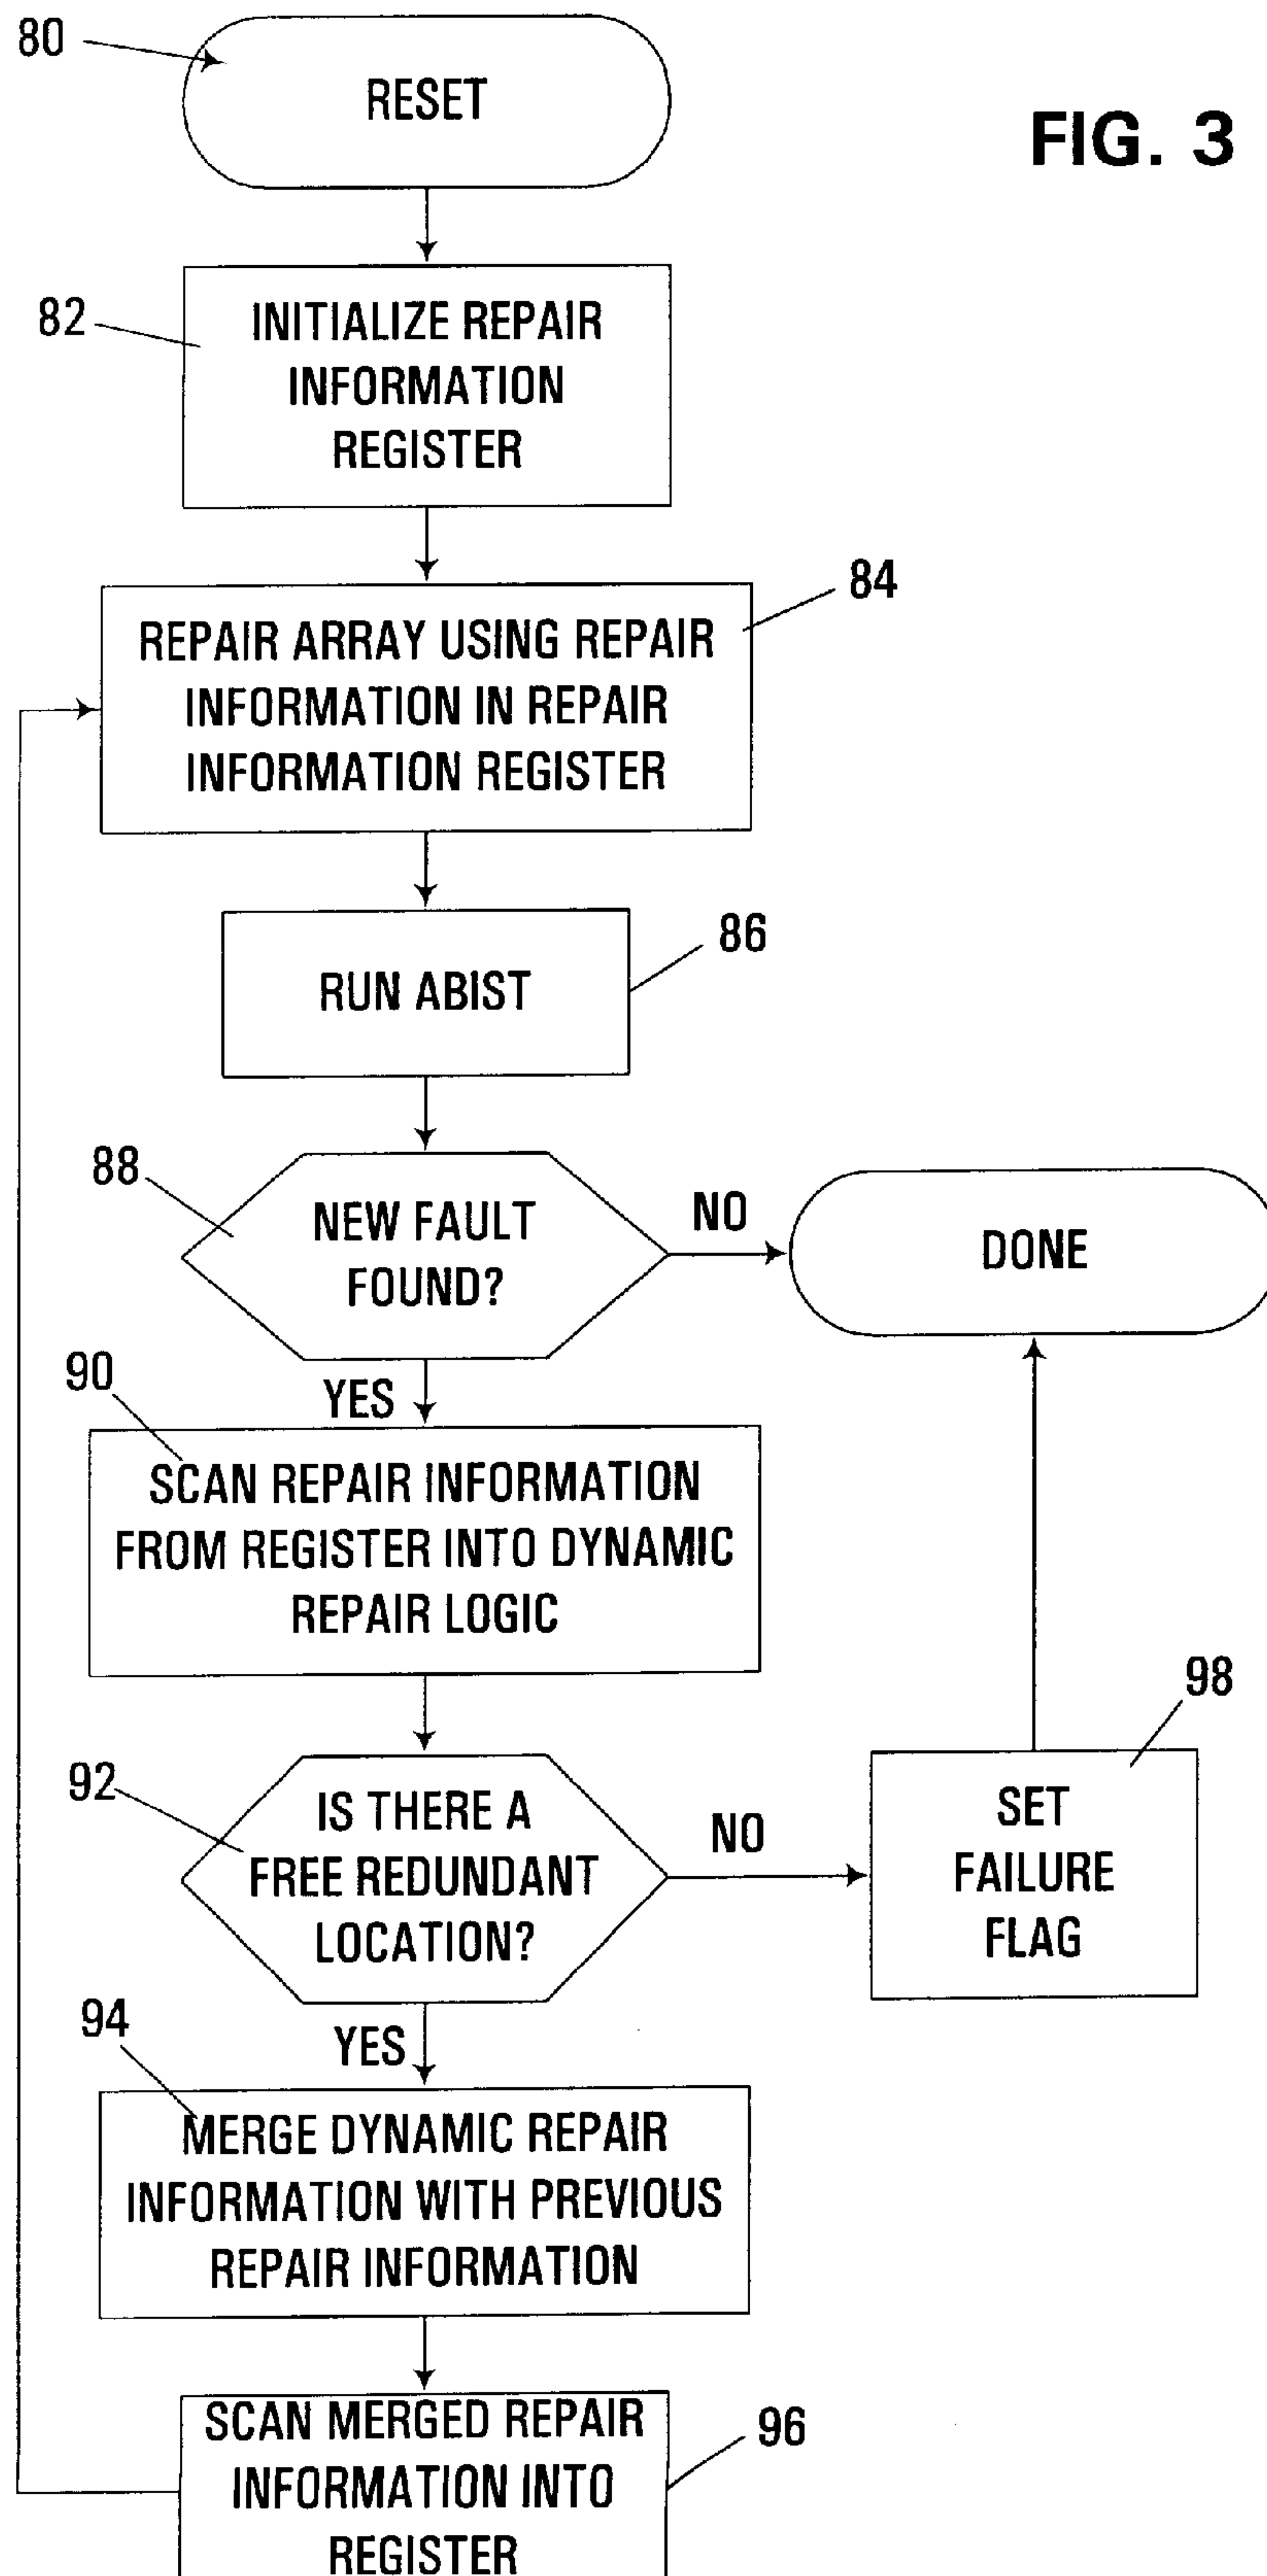 80
RESET
FIG. 3
82
INITIALIZE REPAIR
INFORMATION
REGISTER
84
REPAIR ARRAY USING REPAIR
INFORMATION IN REPAIR
INFORMATION REGISTER
86
RUN ABIST
88
NEW FAULT
FOUND?
NO
DONE
YES
90
SCAN REPAIR INFORMATION
FROM REGISTER INTO DYNAMIC
REPAIR LOGIC
92
IS THERE A
FREE REDUNDANT
LOCATION?
NO
98
SET
FAILURE
FLAG
YES
94
MERGE DYNAMIC REPAIR
INFORMATION WITH PREVIOUS
REPAIR INFORMATION
96
SCAN MERGED REPAIR
INFORMATION INTO
REGISTER